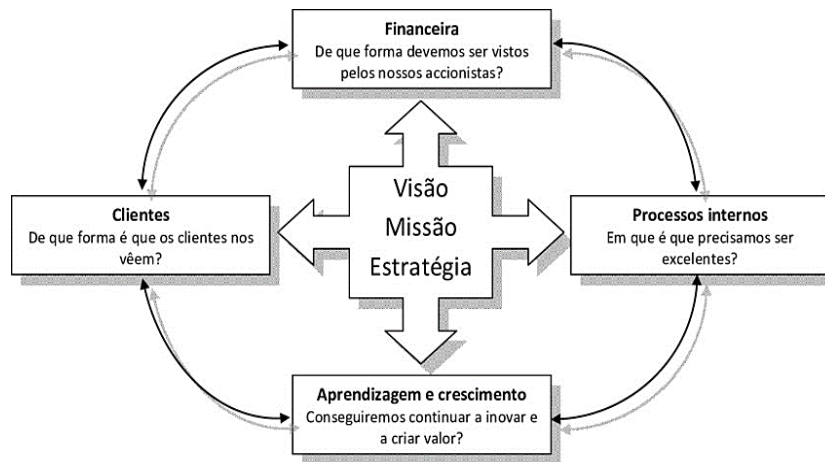 Financeira
De que forma devemos ser vistos
pelos nossos accionistas?
Clientes
De que forma é que os clientes nos
vêem?
Visão
Missão
Estratégia
Processos internos
Em que é que precisamos ser
excelentes?
Aprendizagem e crescimento
Conseguiremos continuar a inovar e
a criar valor?